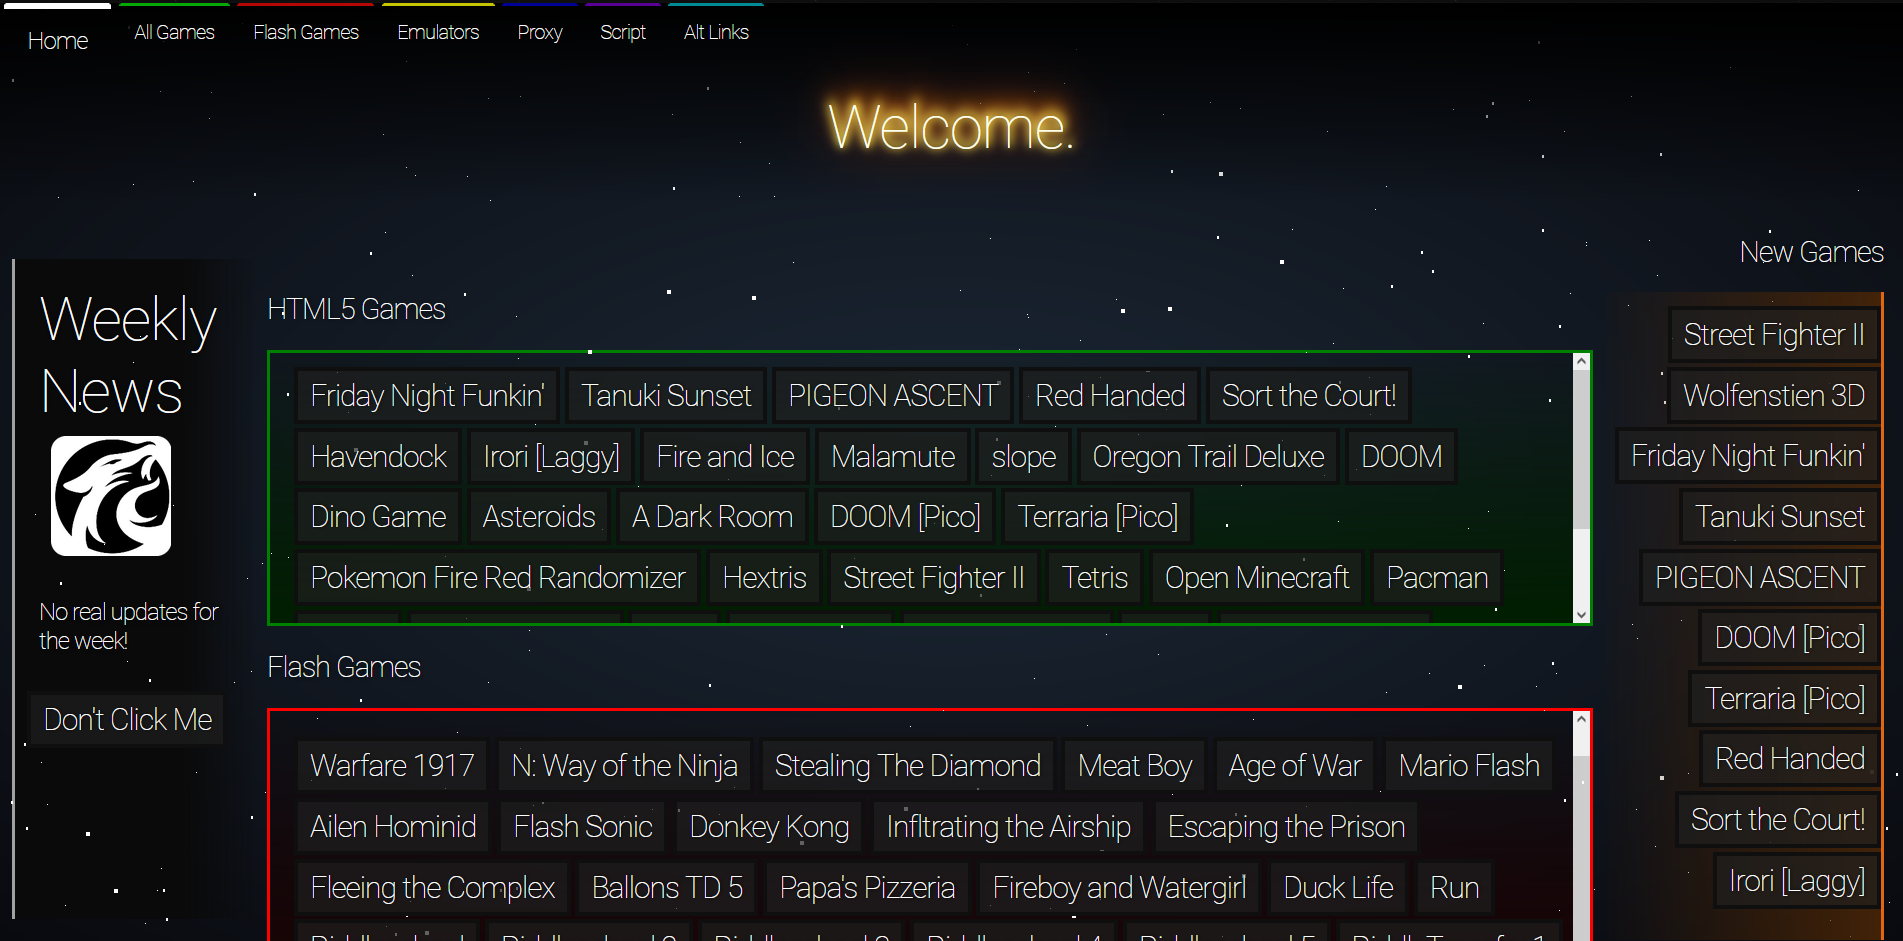 Home All Games Flash Games Emulators Proxy Script Alt Links
Welcome.
Weekly
News
No real updates for
the week!
Don't Click Me
HTML5 Games
Friday Night Funkin' Tanuki Sunset PIGEON ASCENT Red Handed Sort the Court!
Havendock Irori [Laggy] Fire and Ice Malamute slope Oregon Trail Deluxe DOOM
Dino Game Asteroids A Dark Room DOOM [Pico] Terraria [Pico]
Pokemon Fire Red Randomizer Hextris Street Fighter II Tetris Open Minecraft Pacman
Flash Games
Warfare 1917 N: Way of the Ninja Stealing The Diamond Meat Boy Age of War Mario Flash
Ailen Hominid Flash Sonic Donkey Kong Infltrating the Airship Escaping the Prison
Fleeing the Complex Ballons TD 5 Papa's Pizzeria Fireboy and Watergirl Duck Life Run
New Games
Street Fighter II
Wolfenstien 3D
Friday Night Funkin'
Tanuki Sunset
PIGEON ASCENT
DOOM [Pico]
Terraria [Pico]
Red Handed
Sort the Court!
Irori [Laggy]